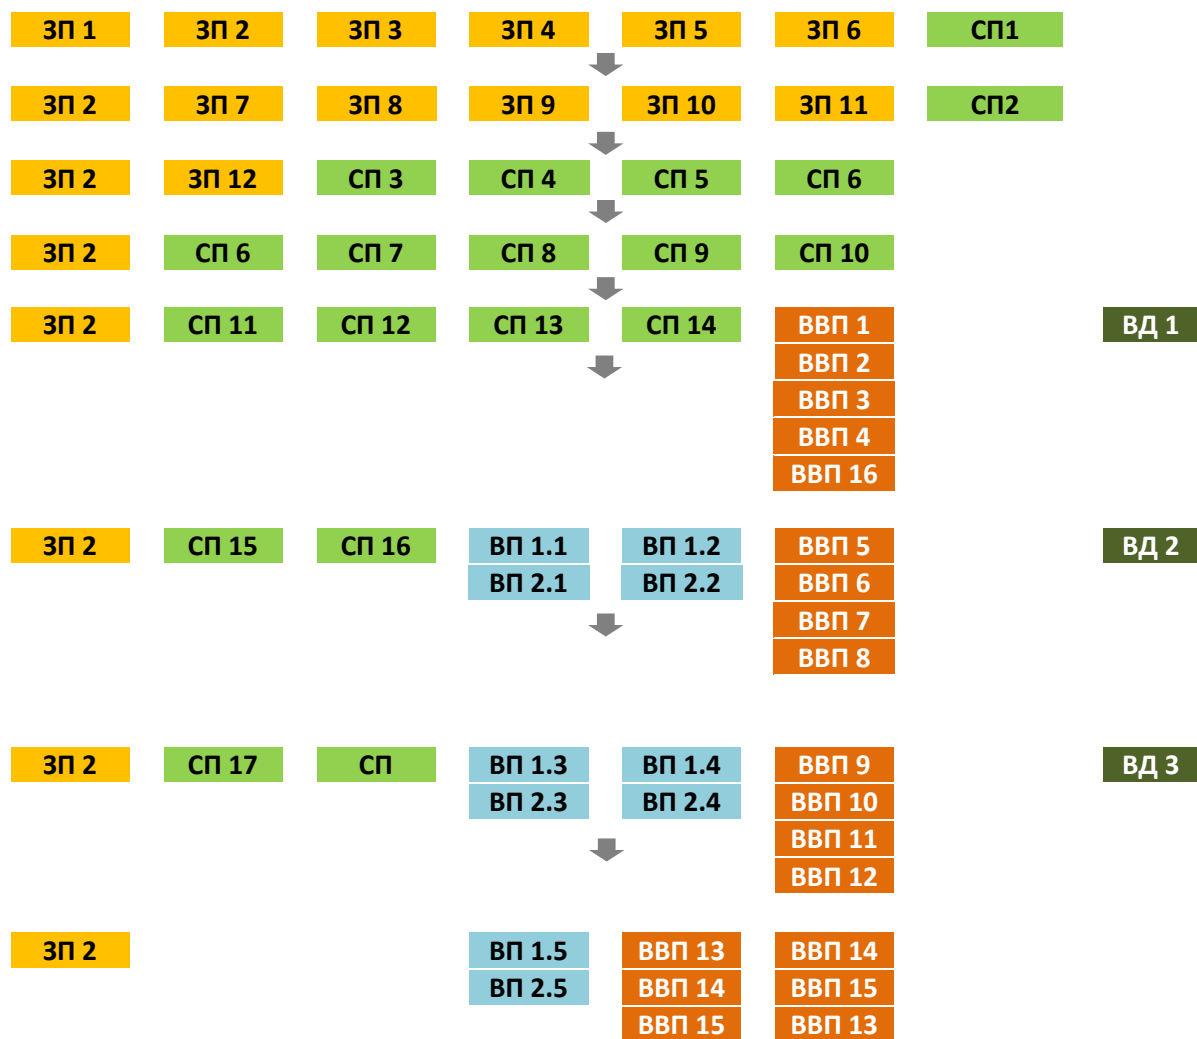 ЗП 1 ЗП 2 ЗП 3 ЗП 4 ЗП 5 ЗП 6 СП1
ЗП 2 ЗП 7 ЗП 8 ЗП 9 ЗП 10 ЗП 11 СП2
ЗП 2 ЗП 12 СП 3 СП 4 СП 5 СП 6
ЗП 2 СП 6 СП 7 СП 8 СП 9 СП 10
ЗП 2 СП 11 СП 12 СП 13 СП 14 ВВП 1 ВД 1
ВВП 2
ВВП 3
ВВП 4
ВВП 16
ЗП 2 СП 15 СП 16 ВП 1.1 ВП 1.2 ВВП 5 ВД 2
ВП 2.1 ВП 2.2 ВВП 6
ВВП 7
ВВП 8
ЗП 2 СП 17 СП ВП 1.3 ВП 1.4 ВВП 9 ВД 3
ВП 2.3 ВП 2.4 ВВП 10
ВВП 11
ВВП 12
ЗП 2 ВП 1.5 ВВП 13 ВВП 14
ВП 2.5 ВВП 14 ВВП 15
ВВП 15 ВВП 13